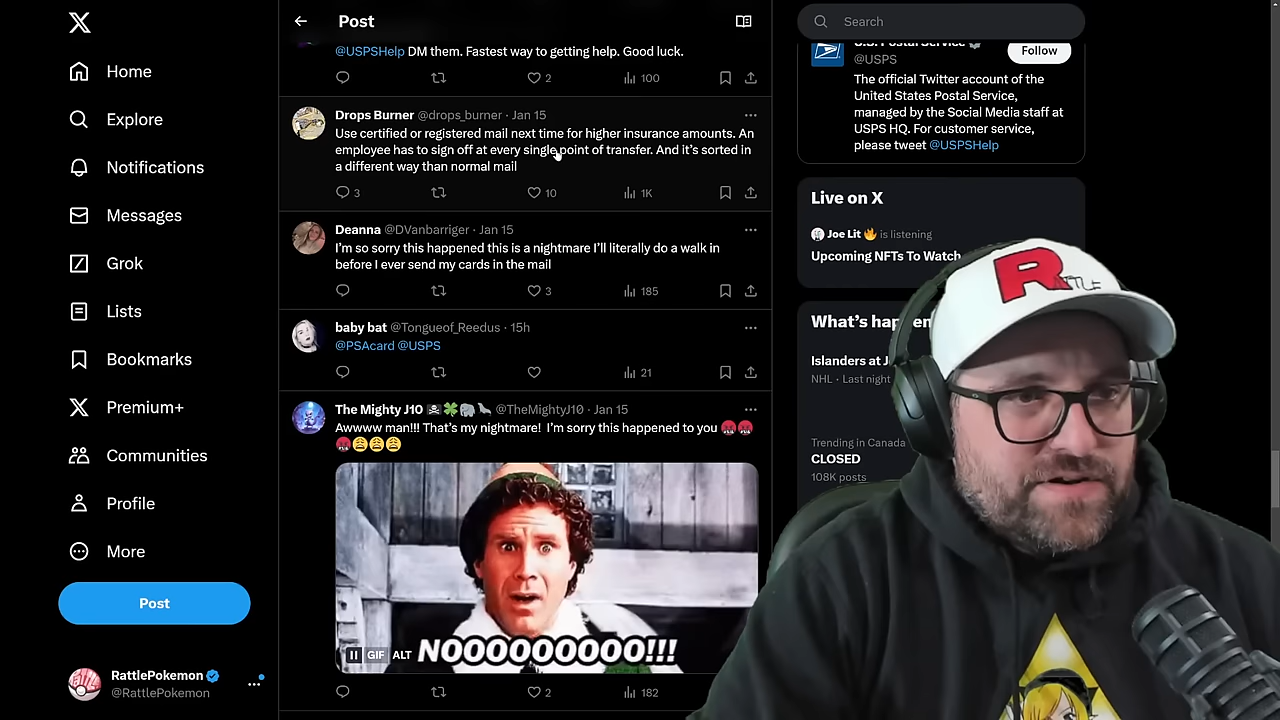 Post
Search
Home
Explore
Notifications
Messages
Grok
Lists
Bookmarks
Communities
Premium+
Profile
More
Post
RattlePokemon
@RattlePokemon
@USPSHelp DM them. Fastest way to getting help. Good luck.
2
100
Drops Burner @drops_burner · Jan 15
Use certified or registered mail next time for higher insurance amounts. An
employee has to sign off at every single point of transfer. And it's sorted in
a different way than normal mail
3
10
1K
Deanna @DVanbarriger · Jan 15
I'm so sorry this happened this is a nightmare I'll literally do a walk in
before I ever send my cards in the mail
3
185
baby bat @Tongueof_Reedus · 15h
@PSAcard @USPS
21
The Mighty J10 @TheMightyJ10 · Jan 15
Awwww man!!! That's my nightmare! I'm sorry this happened to you
GIF ALT NOOOOOOOOO!!!
2
182
U.S. Postal Service
@USPS
Follow
The official Twitter account of the
United States Postal Service,
managed by the Social Media staff at
USPS HQ. For customer service,
please tweet @USPSHelp
Live on X
Joe Lit is listening
Upcoming NFTs To Watch
What's happen
Islanders at J
NHL · Last night
Trending in Canada
CLOSED
108K posts
R